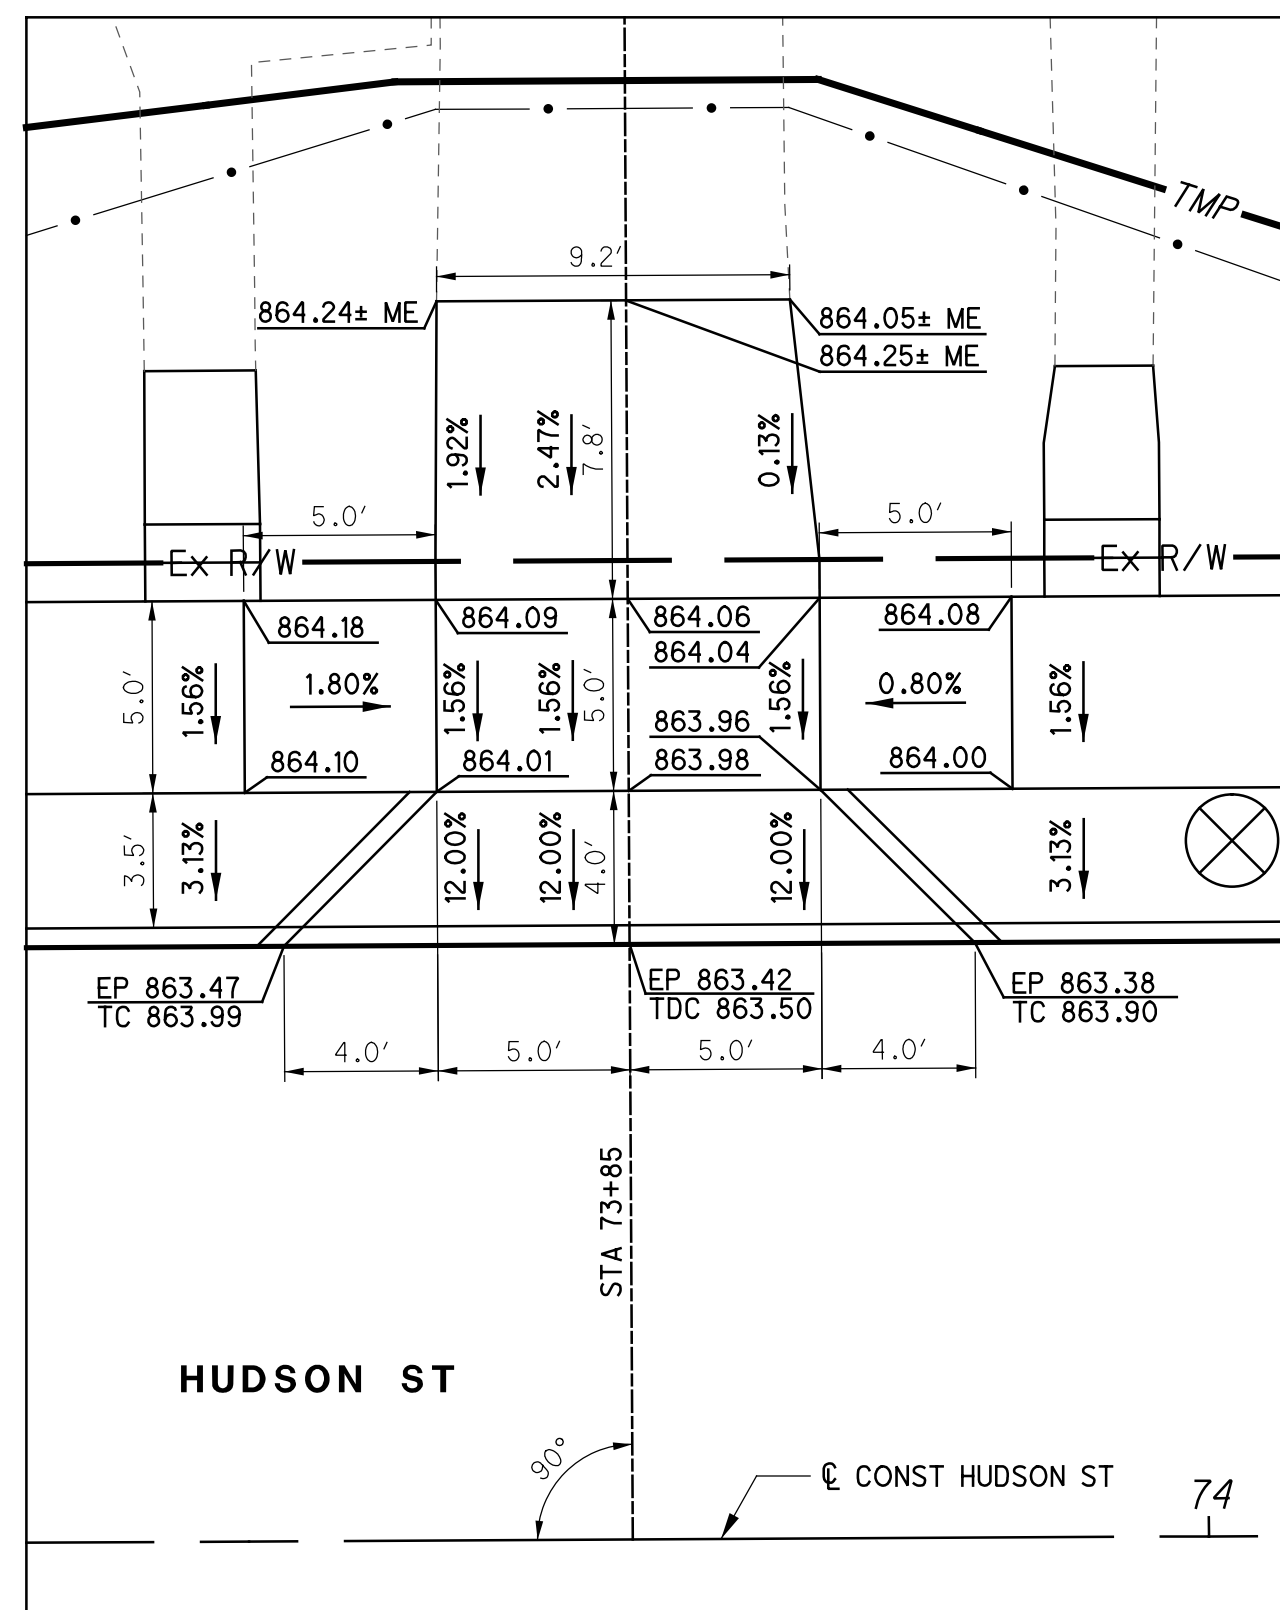 TMP
9.2'
864.24± ME
864.05± ME
864.25± ME
1.92%
2.47%
7.8'
0.13%
5.0'
5.0'
Ex R/W
Ex R/W
864.18
864.09
864.06
864.08
864.04
5.0'
1.56%
1.80%
1.56%
1.56%
5.0'
1.56%
0.80%
1.56%
863.96
864.10
864.01
863.98
864.00
3.5'
3.13%
12.00%
12.00%
4.0'
12.00%
3.13%
EP 863.47
TC 863.99
EP 863.42
TDC 863.50
EP 863.38
TC 863.90
4.0'
5.0'
5.0'
4.0'
STA 73+85
HUDSON ST
90°
℄ CONST HUDSON ST
74